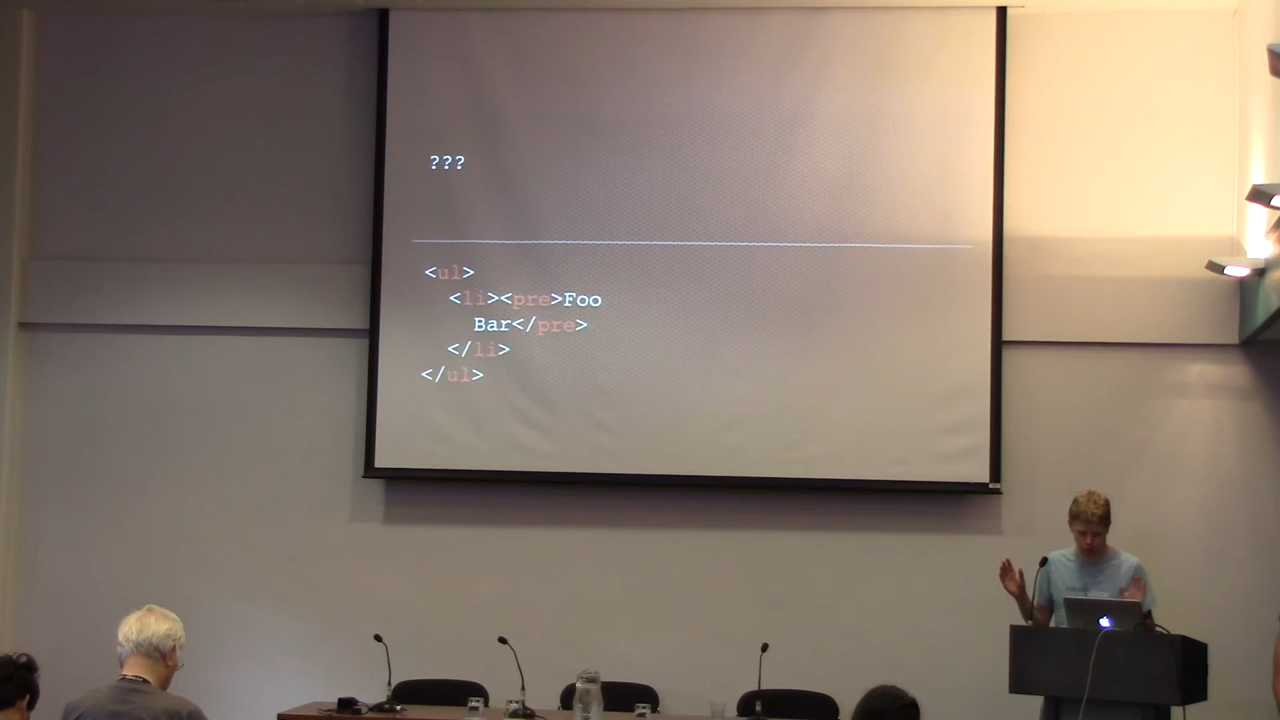 ???
<ul>
  <li><pre>Foo
    Bar</pre>
  </li>
</ul>